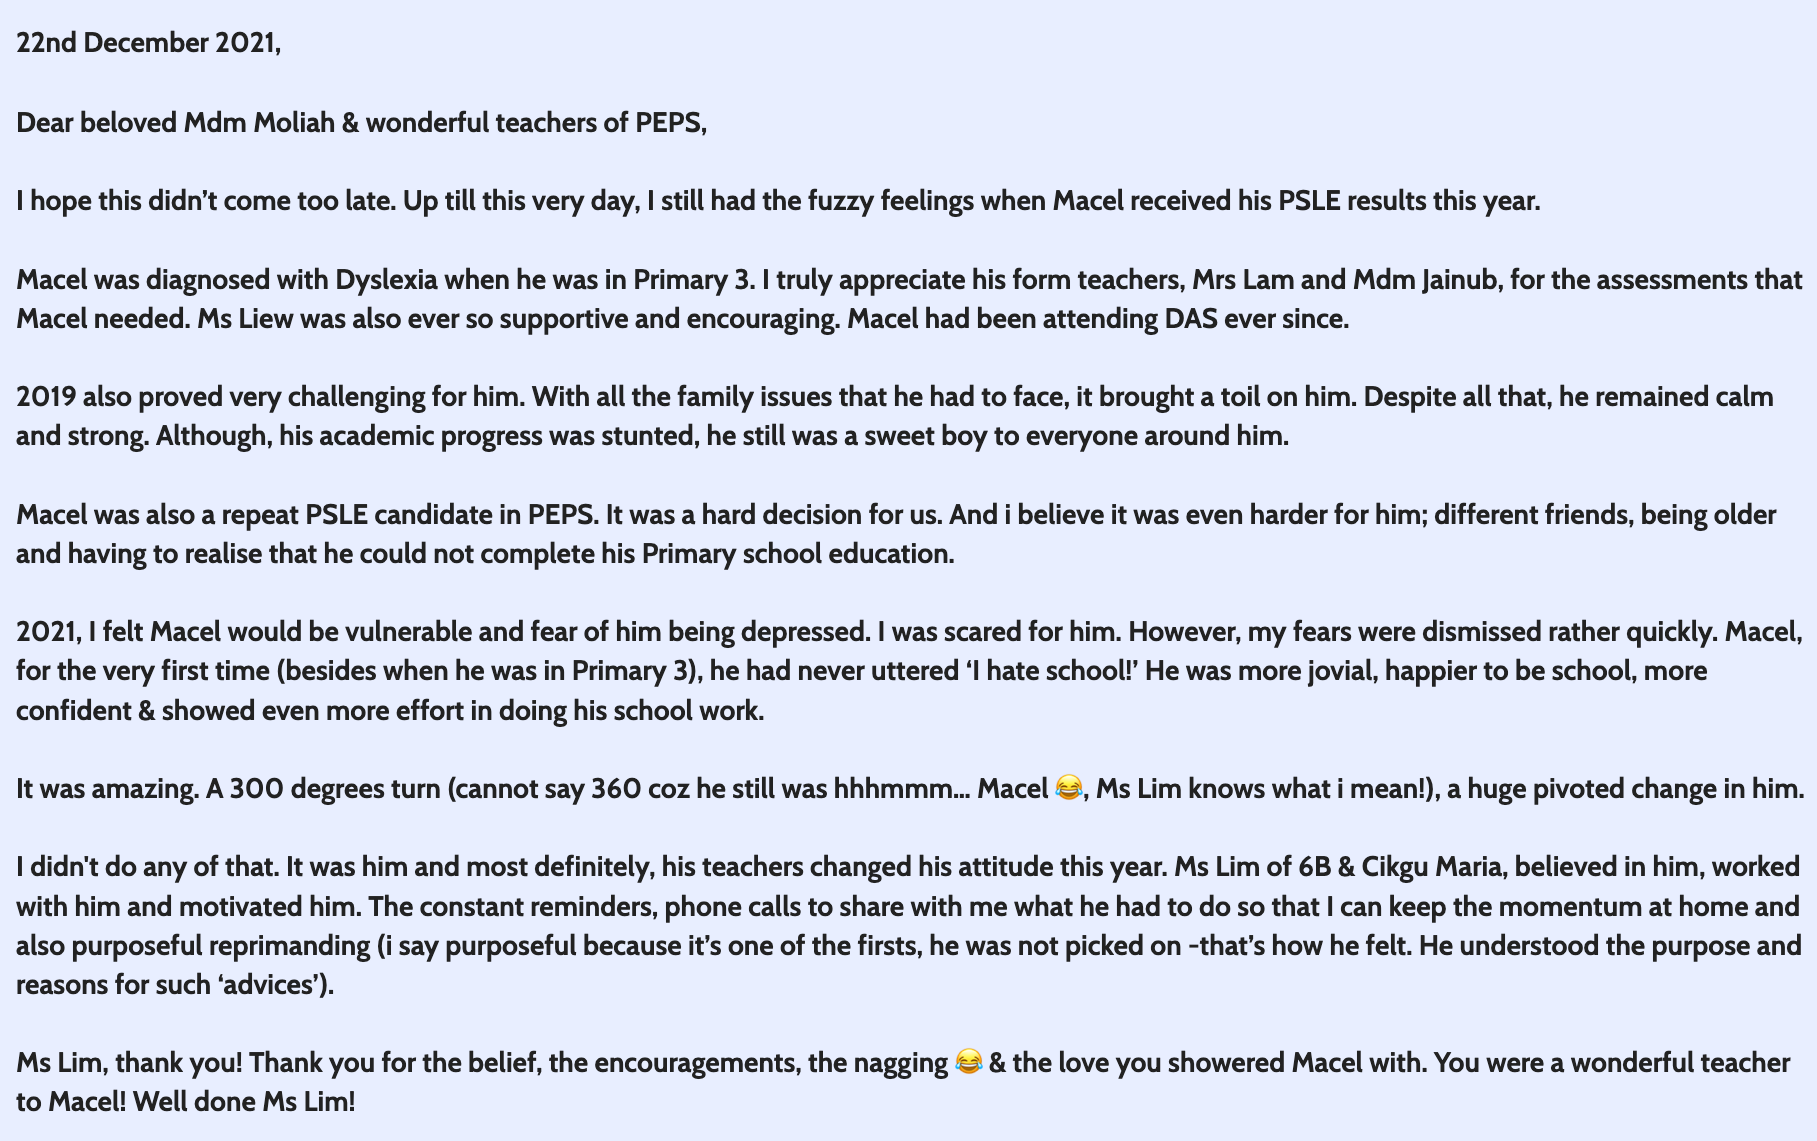 22nd December 2021,
Dear beloved Mdm Moliah & wonderful teachers of PEPS,
I hope this didn’t come too late. Up till this very day, I still had the fuzzy feelings when Macel received his PSLE results this year.
Macel was diagnosed with Dyslexia when he was in Primary 3. I truly appreciate his form teachers, Mrs Lam and Mdm Jainub, for the assessments that
Macel needed. Ms Liew was also ever so supportive and encouraging. Macel had been attending DAS ever since.
2019 also proved very challenging for him. With all the family issues that he had to face, it brought a toil on him. Despite all that, he remained calm
and strong. Although, his academic progress was stunted, he still was a sweet boy to everyone around him.
Macel was also a repeat PSLE candidate in PEPS. It was a hard decision for us. And i believe it was even harder for him; different friends, being older
and having to realise that he could not complete his Primary school education.
2021, I felt Macel would be vulnerable and fear of him being depressed. I was scared for him. However, my fears were dismissed rather quickly. Macel,
for the very first time (besides when he was in Primary 3), he had never uttered ‘I hate school!’ He was more jovial, happier to be school, more
confident & showed even more effort in doing his school work.
It was amazing. A 300 degrees turn (cannot say 360 coz he still was hhhmmm... Macel 😂, Ms Lim knows what i mean!), a huge pivoted change in him.
I didn't do any of that. It was him and most definitely, his teachers changed his attitude this year. Ms Lim of 6B & Cikgu Maria, believed in him, worked
with him and motivated him. The constant reminders, phone calls to share with me what he had to do so that I can keep the momentum at home and
also purposeful reprimanding (i say purposeful because it’s one of the firsts, he was not picked on -that’s how he felt. He understood the purpose and
reasons for such ‘advices’).
Ms Lim, thank you! Thank you for the belief, the encouragements, the nagging 😂 & the love you showered Macel with. You were a wonderful teacher
to Macel! Well done Ms Lim!